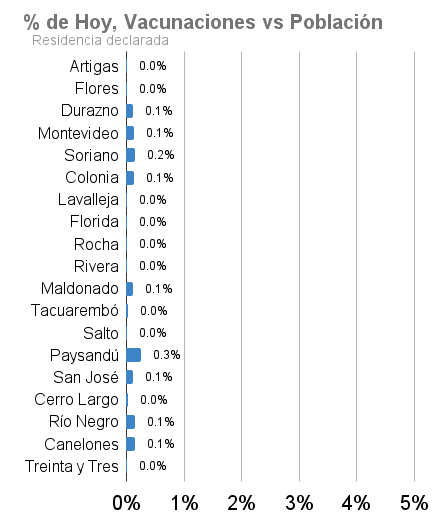 % de Hoy, Vacunaciones vs Población
Residencia declarada
Artigas 0.0%
Flores 0.0%
Durazno 0.1%
Montevideo 0.1%
Soriano 0.2%
Colonia 0.1%
Lavalleja 0.0%
Florida 0.0%
Rocha 0.0%
Rivera 0.0%
Maldonado 0.1%
Tacuarembó 0.0%
Salto 0.0%
Paysandú 0.3%
San José 0.1%
Cerro Largo 0.0%
Río Negro 0.1%
Canelones 0.1%
Treinta y Tres 0.0%
0% 1% 2% 3% 4% 5%